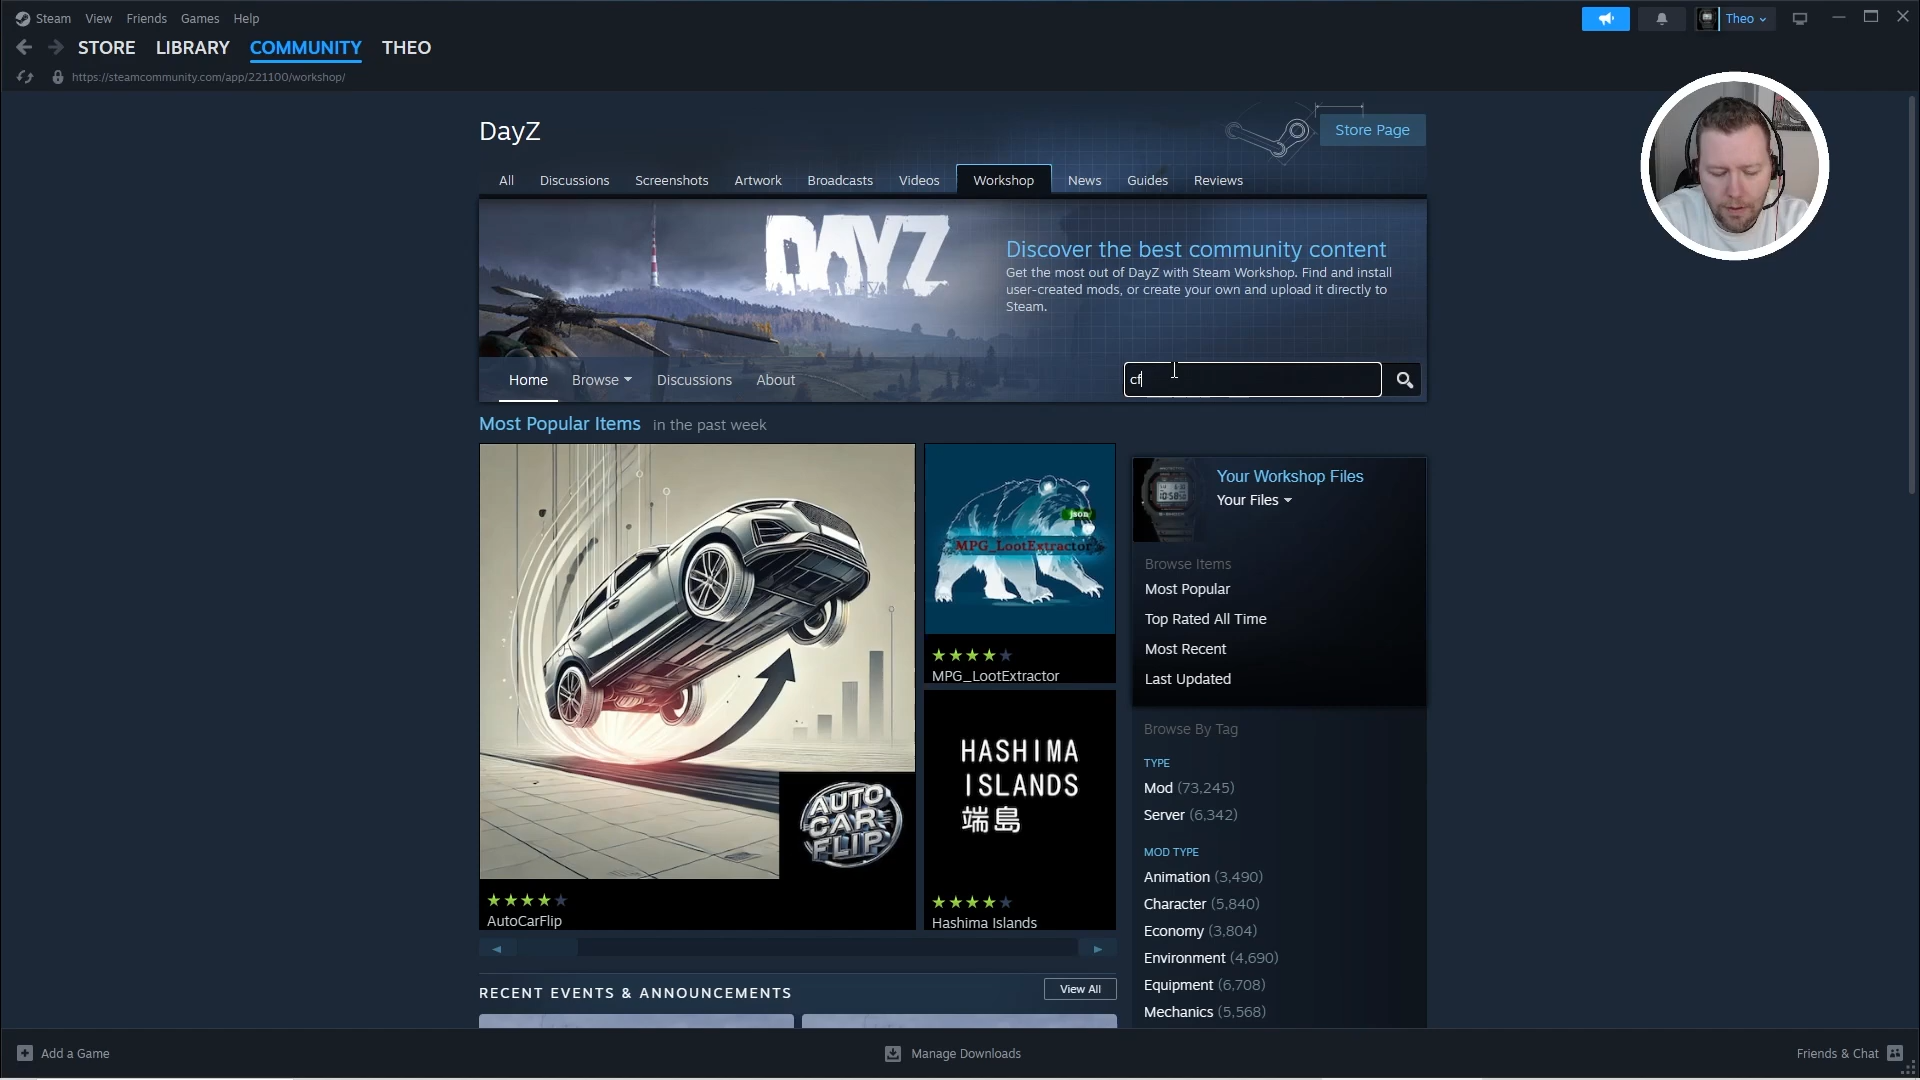 Steam View Friends Games Help
Theo
STORE LIBRARY COMMUNITY THEO
https://steamcommunity.com/app/221100/workshop/
DayZ
Store Page
All Discussions Screenshots Artwork Broadcasts Videos Workshop News Guides Reviews
DAYZ
Discover the best community content
Get the most out of DayZ with Steam Workshop. Find and install
user-created mods, or create your own and upload it directly to
Steam.
Home Browse Discussions About
cf
Most Popular Items in the past week
json
MPG_LootExtractor
MPG_LootExtractor
AUTO
CAR
FLIP
AutoCarFlip
HASHIMA
ISLANDS
端島
Hashima Islands
Your Workshop Files
Your Files
Browse Items
Most Popular
Top Rated All Time
Most Recent
Last Updated
Browse By Tag
TYPE
Mod (73,245)
Server (6,342)
MOD TYPE
Animation (3,490)
Character (5,840)
Economy (3,804)
Environment (4,690)
Equipment (6,708)
Mechanics (5,568)
RECENT EVENTS & ANNOUNCEMENTS
View All
Add a Game
Manage Downloads
Friends & Chat